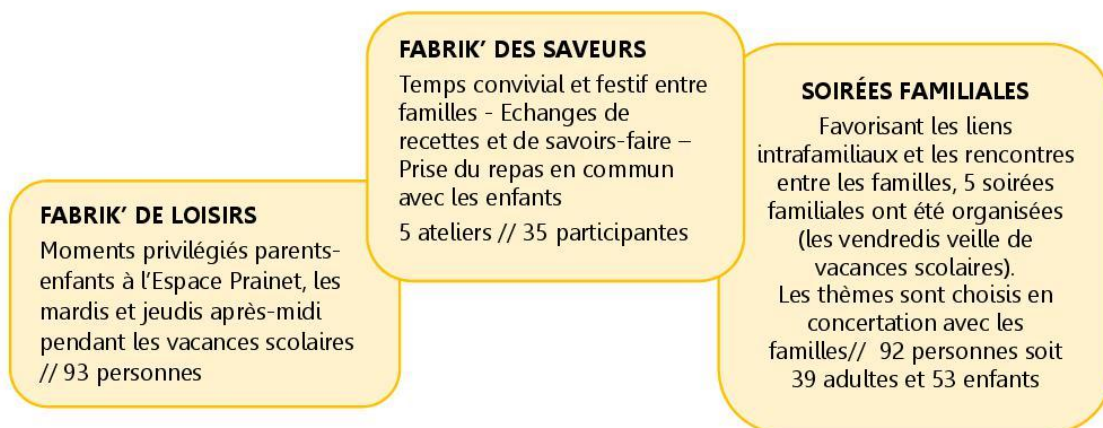 FABRIK’ DE LOISIRS
Moments privilégiés parents-
enfants à l’Espace Prainet, les
mardis et jeudis après-midi
pendant les vacances scolaires
// 93 personnes
FABRIK’ DES SAVEURS
Temps convivial et festif entre
familles - Echanges de
recettes et de savoirs-faire –
Prise du repas en commun
avec les enfants
5 ateliers // 35 participantes
SOIRÉES FAMILIALES
Favorisant les liens
intrafamiliaux et les rencontres
entre les familles, 5 soirées
familiales ont été organisées
(les vendredis veille de
vacances scolaires).
Les thèmes sont choisis en
concertation avec les
familles// 92 personnes soit
39 adultes et 53 enfants